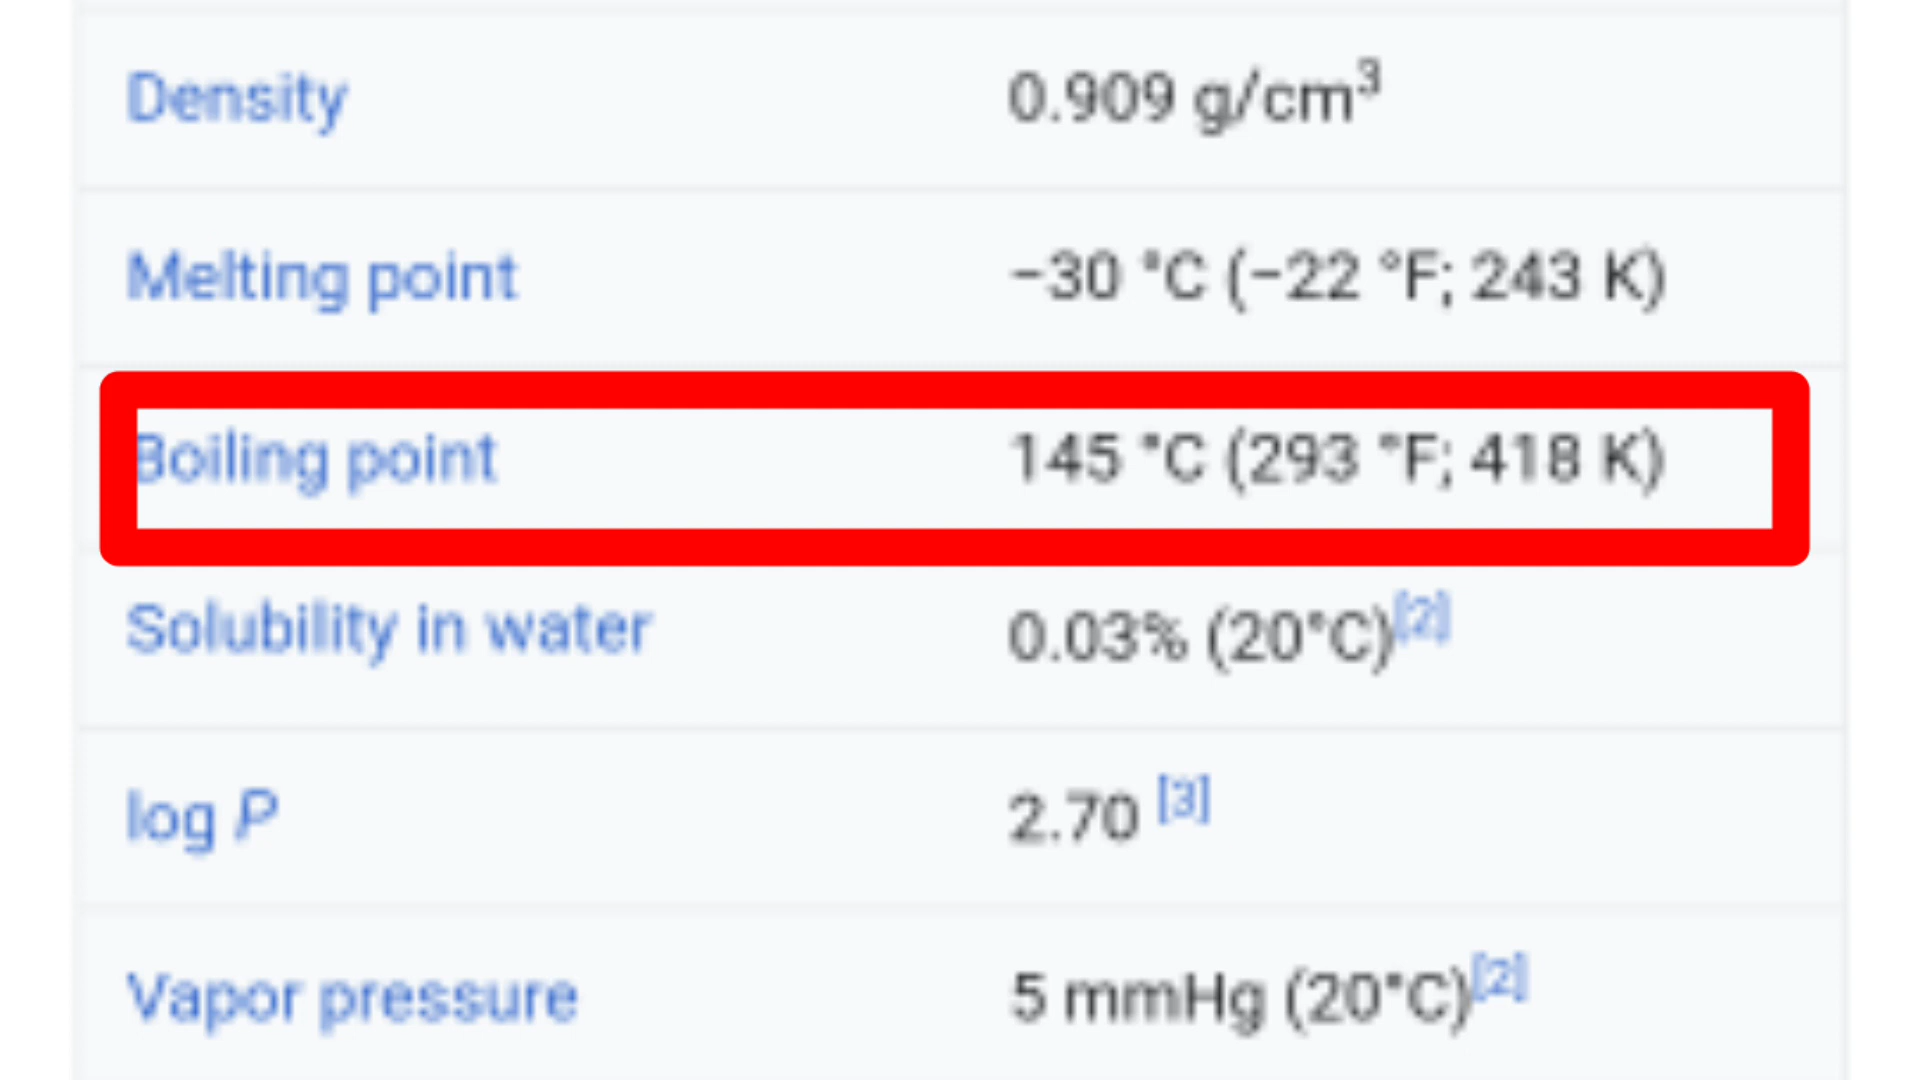 Density 0.909 g/cm³
Melting point −30 °C (−22 °F; 243 K)
Boiling point 145 °C (293 °F; 418 K)
Solubility in water 0.03% (20°C)[2]
log P 2.70 [3]
Vapor pressure 5 mmHg (20°C)[2]